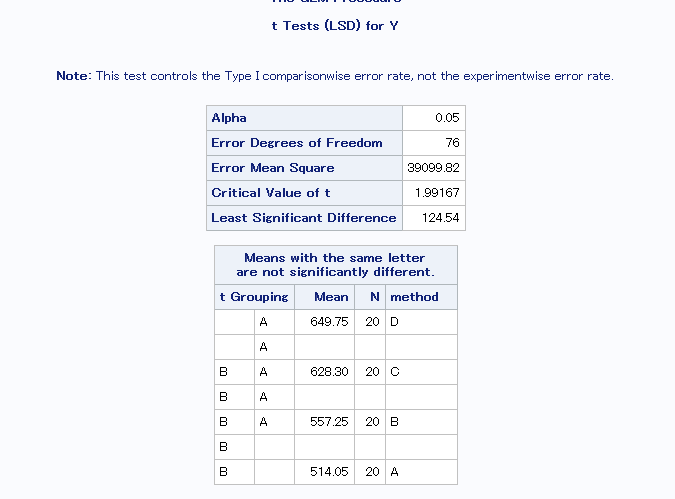 t Tests (LSD) for Y
Note: This test controls the Type I comparisonwise error rate, not the experimentwise error rate.
Alpha 0.05
Error Degrees of Freedom 76
Error Mean Square 39099.82
Critical Value of t 1.99167
Least Significant Difference 124.54
Means with the same letter
are not significantly different.
t Grouping Mean N method
A 649.75 20 D
A
B A 628.30 20 C
B A
B A 557.25 20 B
B
B 514.05 20 A